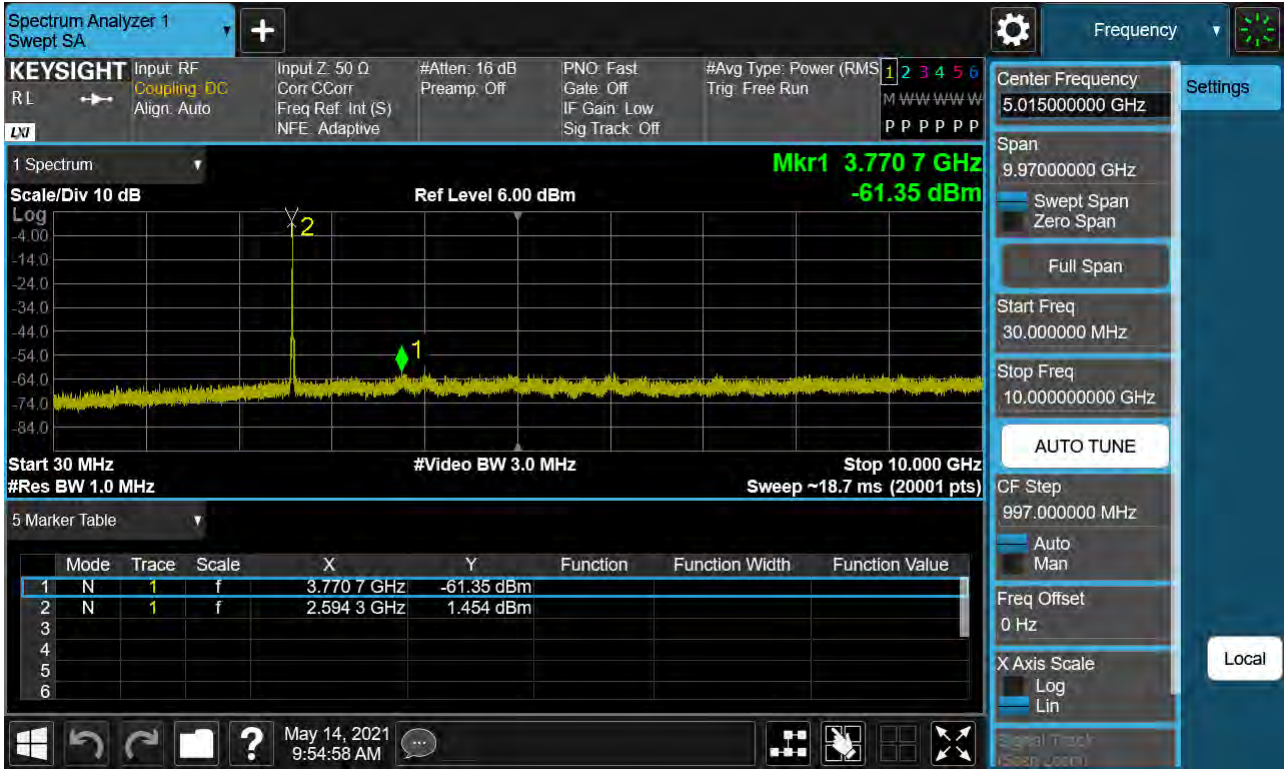 Spectrum Analyzer 1
Swept SA
Frequency
KEYSIGHT
RL
LXI
Input: RF
Coupling: DC
Align: Auto
Input Z: 50 Ω
Corr CCorr
Freq Ref: Int (S)
NFE: Adaptive
#Atten: 16 dB
Preamp: Off
PNO: Fast
Gate: Off
IF Gain: Low
Sig Track: Off
#Avg Type: Power (RMS
Trig: Free Run
1 2 3 4 5 6
M W W W W W
P P P P P P
1 Spectrum
Mkr1 3.770 7 GHz
-61.35 dBm
Scale/Div 10 dB
Ref Level 6.00 dBm
Log
-4.00
-14.0
-24.0
-34.0
-44.0
-54.0
-64.0
-74.0
-84.0
2
1
Start 30 MHz
#Video BW 3.0 MHz
Stop 10.000 GHz
#Res BW 1.0 MHz
Sweep ~18.7 ms (20001 pts)
5 Marker Table
Mode Trace Scale X Y Function Function Width Function Value
1 N 1 f 3.770 7 GHz -61.35 dBm
2 N 1 f 2.594 3 GHz 1.454 dBm
3
4
5
6
May 14, 2021
9:54:58 AM
?
Center Frequency
5.015000000 GHz
Settings
Span
9.97000000 GHz
Swept Span
Zero Span
Full Span
Start Freq
30.000000 MHz
Stop Freq
10.000000000 GHz
AUTO TUNE
CF Step
997.000000 MHz
Auto
Man
Freq Offset
0 Hz
X Axis Scale
Log
Lin
Signal Track
(Span Zoom)
Local